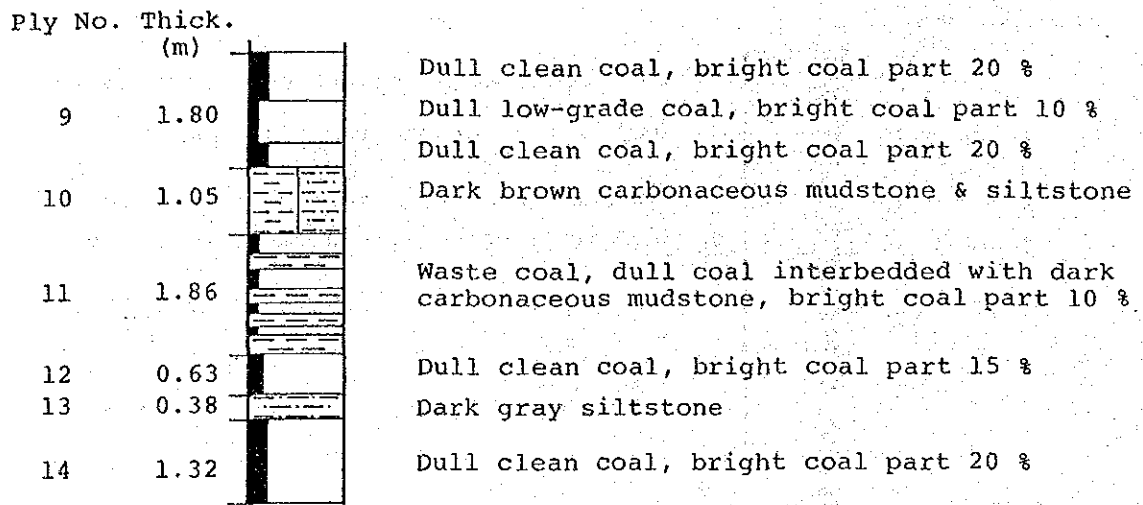 Ply No. Thick.
(m)
Dull clean coal, bright coal part 20 %
9 1.80 Dull low-grade coal, bright coal part 10 %
Dull clean coal, bright coal part 20 %
10 1.05 Dark brown carbonaceous mudstone & siltstone
11 1.86 Waste coal, dull coal interbedded with dark
carbonaceous mudstone, bright coal part 10 %
12 0.63 Dull clean coal, bright coal part 15 %
13 0.38 Dark gray siltstone
14 1.32 Dull clean coal, bright coal part 20 %